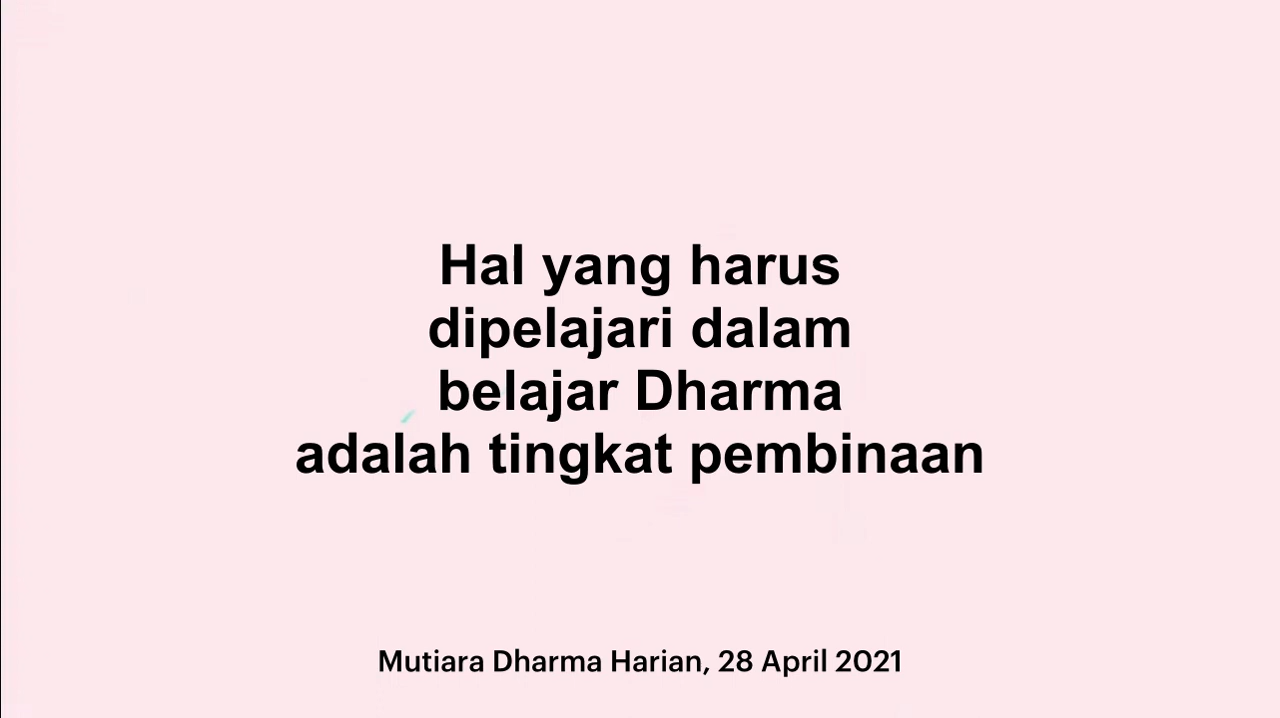 Hal yang harus
dipelajari dalam
belajar Dharma
adalah tingkat pembinaan
Mutiara Dharma Harian, 28 April 2021